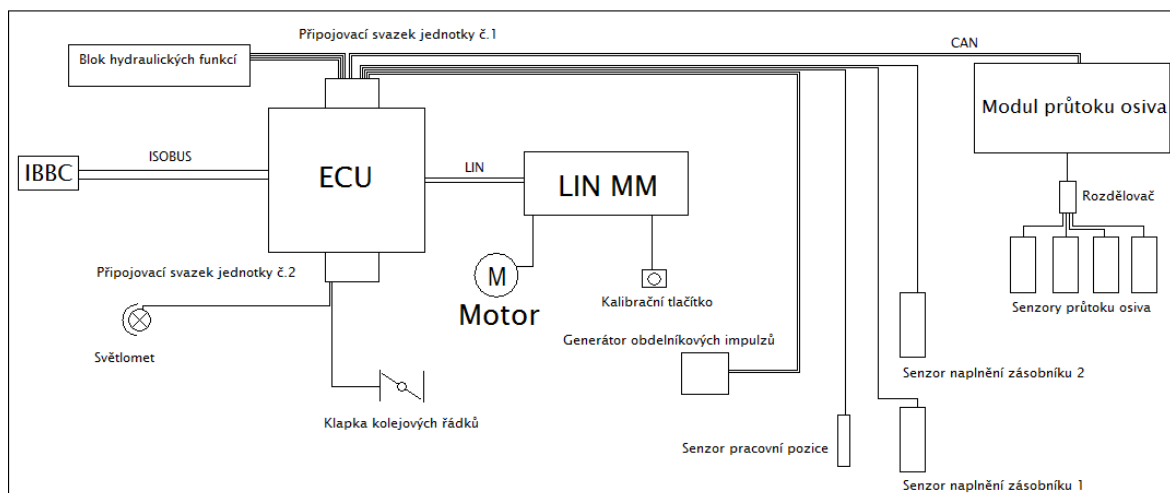 Připojovací svazek jednotky č.1
CAN
Blok hydraulických funkcí
Modul průtoku osiva
ISOBUS
IBBC
ECU
LIN
LIN MM
Rozdělovač
Připojovací svazek jednotky č.2
M
Motor
Kalibrační tlačítko
Senzory průtoku osiva
Generátor obdelníkových impulzů
Světlomet
Senzor naplnění zásobníku 2
Klapka kolejových řádků
Senzor pracovní pozice
Senzor naplnění zásobníku 1